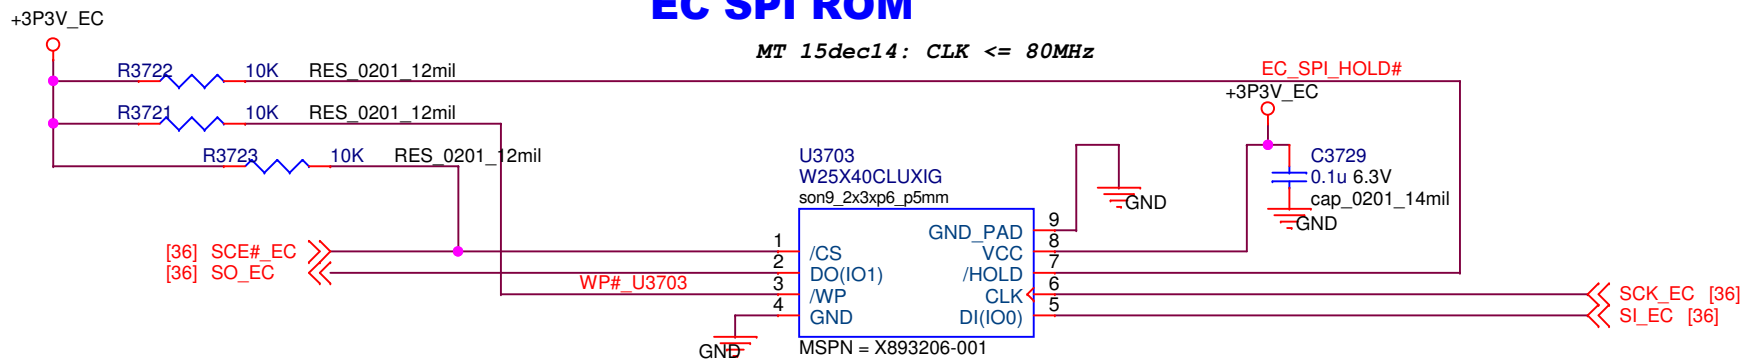 EC SPI ROM
+3P3V_EC
MT 15dec14: CLK <= 80MHz
R3722 10K RES_0201_12mil
EC_SPI_HOLD#
+3P3V_EC
R3721 10K RES_0201_12mil
R3723 10K RES_0201_12mil
U3703
W25X40CLUXIG
son9_2x3xp6_p5mm
C3729
0.1u 6.3V
cap_0201_14mil
GND
GND
[36] SCE#_EC
[36] SO_EC
WP#_U3703
1 /CS
2 DO(IO1)
3 /WP
4 GND
GND_PAD 9
VCC 8
/HOLD 7
CLK 6
DI(IO0) 5
SCK_EC [36]
SI_EC [36]
GND
MSPN = X893206-001